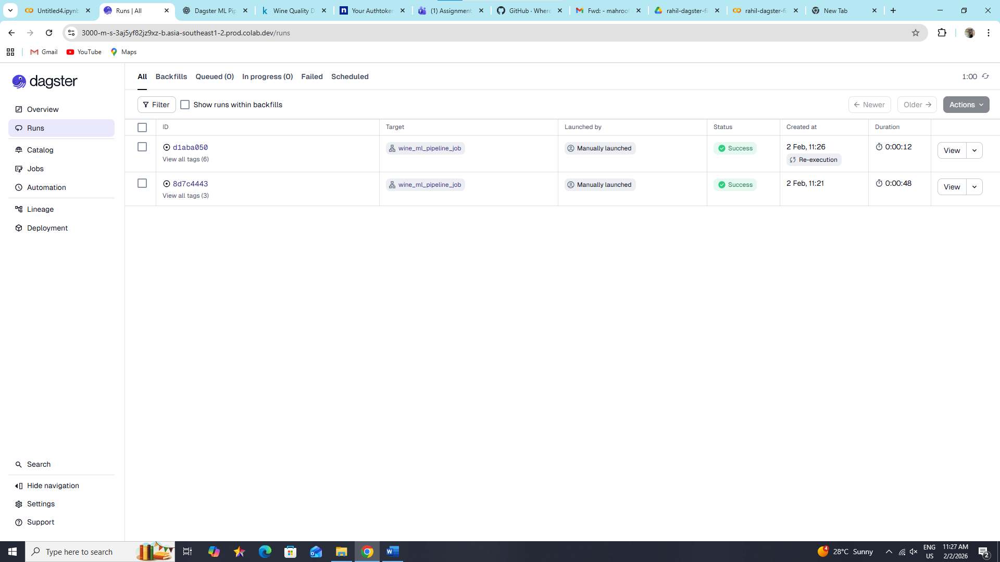 Untitled4.ipynb
Runs | All
Dagster ML Pip
Wine Quality D
Your Authtoken
(1) Assignment
GitHub · Where
Fwd: - mahroof
rahil-dagster-fi
rahil-dagster-fi
New Tab
3000-m-s-3aj5yf82jz9xz-b.asia-southeast1-2.prod.colab.dev/runs
Gmail
YouTube
Maps
dagster
Overview
Runs
Catalog
Jobs
Automation
Lineage
Deployment
Search
Hide navigation
Settings
Support
All
Backfills
Queued (0)
In progress (0)
Failed
Scheduled
1:00
Filter
Show runs within backfills
Newer
Older
Actions
ID
Target
Launched by
Status
Created at
Duration
d1aba050
View all tags (6)
wine_ml_pipeline_job
Manually launched
Success
2 Feb, 11:26
Re-execution
0:00:12
View
8d7c4443
View all tags (3)
wine_ml_pipeline_job
Manually launched
Success
2 Feb, 11:21
0:00:48
View
Type here to search
4
28°C Sunny
ENG
US
11:27 AM
2/2/2026
2